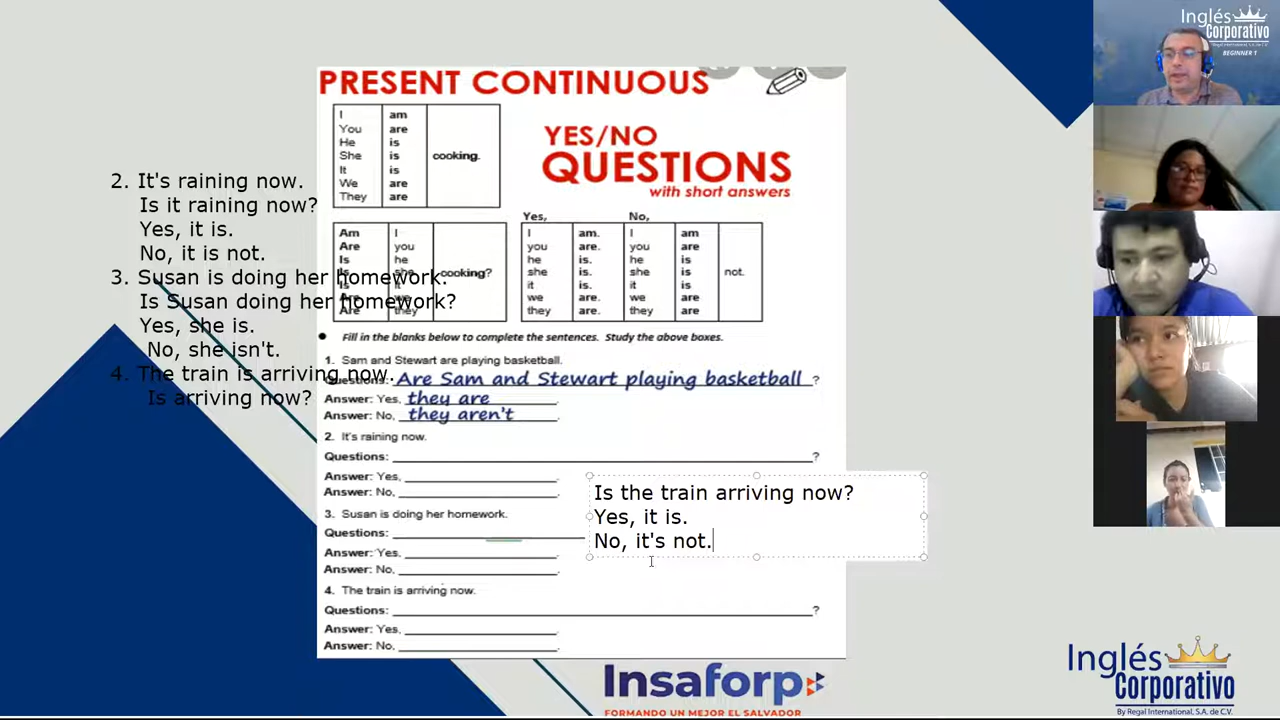 PRESENT CONTINUOUS
YES/NO
QUESTIONS
with short answers
I am
You are
He is
She is cooking.
It is
We are
They are
Yes, No,
Am I
Are you
Is he
Is she cooking?
Is it
Are they
I am. I am
you are. you are
he is. he is
she is. she is not.
it is. it is
we are. we are
they are. they are
Fill in the blanks below to complete the sentences. Study the above boxes.
1. Sam and Stewart are playing basketball.
Questions: Are Sam and Stewart playing basketball ?
Answer: Yes, they are.
Answer: No, they aren't.
2. It's raining now.
Questions: ?
Answer: Yes, .
Answer: No, .
3. Susan is doing her homework.
Questions:
Answer: Yes, .
Answer: No, .
4. The train is arriving now.
Questions: ?
Answer: Yes, .
Answer: No, .
2. It's raining now.
Is it raining now?
Yes, it is.
No, it is not.
3. Susan is doing her homework.
Is Susan doing her homework?
Yes, she is.
No, she isn't.
4. The train is arriving now.
Is arriving now?
Is the train arriving now?
Yes, it is.
No, it's not.
Insaforp
FORMANDO UN MEJOR EL SALVADOR
Inglés
Corporativo
BEGINNER 1
Inglés
Corporativo
By Regal International, S.A. de C.V.